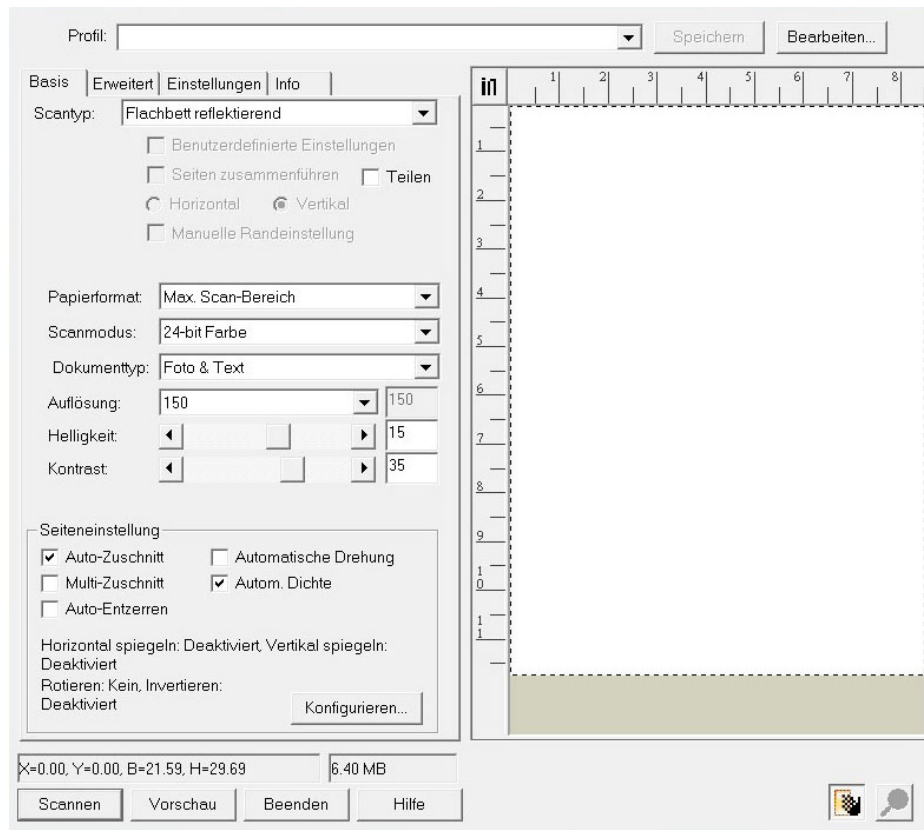 Profil: Speichern Bearbeiten...
Basis Erweitert Einstellungen Info
Scantyp: Flachbett reflektierend
Benutzerdefinierte Einstellungen
Seiten zusammenführen Teilen
Horizontal Vertikal
Manuelle Randeinstellung
Papierformat: Max. Scan-Bereich
Scanmodus: 24-bit Farbe
Dokumenttyp: Foto & Text
Auflösung: 150 150
Helligkeit: 15
Kontrast: 35
Seiteneinstellung
Auto-Zuschnitt Automatische Drehung
Multi-Zuschnitt Autom. Dichte
Auto-Entzerren
Horizontal spiegeln: Deaktiviert, Vertikal spiegeln:
Deaktiviert
Rotieren: Kein, Invertieren:
Deaktiviert
Konfigurieren...
X=0.00, Y=0.00, B=21.59, H=29.69 6.40 MB
Scannen Vorschau Beenden Hilfe
in 1 2 3 4 5 6 7 8
1
2
3
4
5
6
7
8
9
10
11